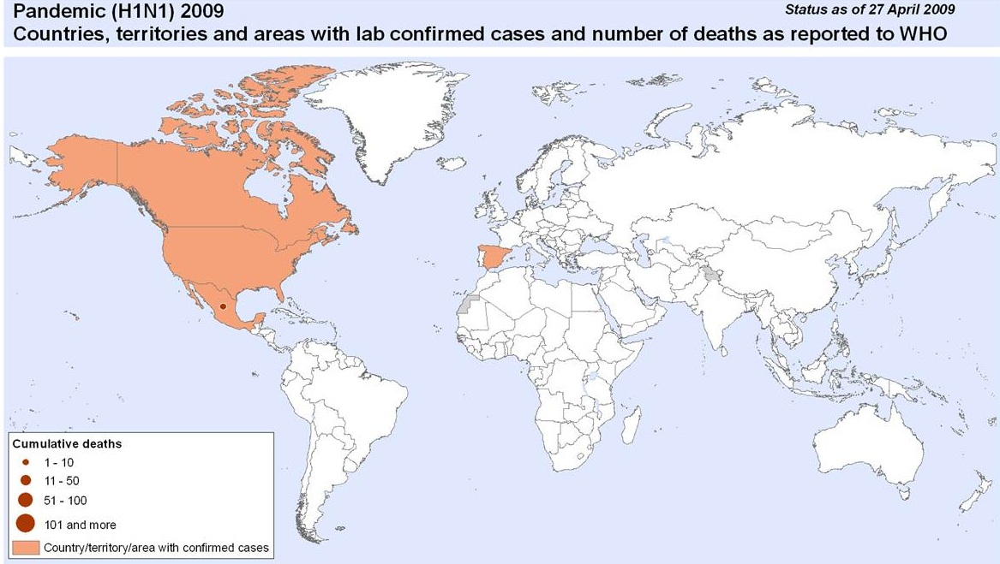 Pandemic (H1N1) 2009
Status as of 27 April 2009
Countries, territories and areas with lab confirmed cases and number of deaths as reported to WHO
Cumulative deaths
1 - 10
11 - 50
51 - 100
101 and more
Country/territory/area with confirmed cases